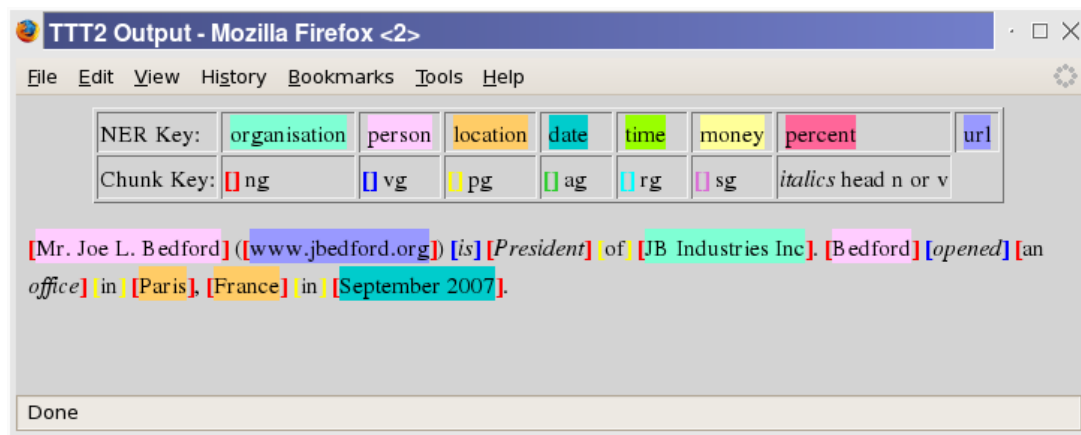 TTT2 Output - Mozilla Firefox <2>
File Edit View History Bookmarks Tools Help
NER Key: organisation person location date time money percent url
Chunk Key: [] ng [] vg [] pg [] ag [] rg [] sg italics head n or v
[Mr. Joe L. Bedford] ([www.jbedford.org]) [is] [President] [of] [JB Industries Inc]. [Bedford] [opened] [an
office] [in] [Paris], [France] [in] [September 2007].
Done